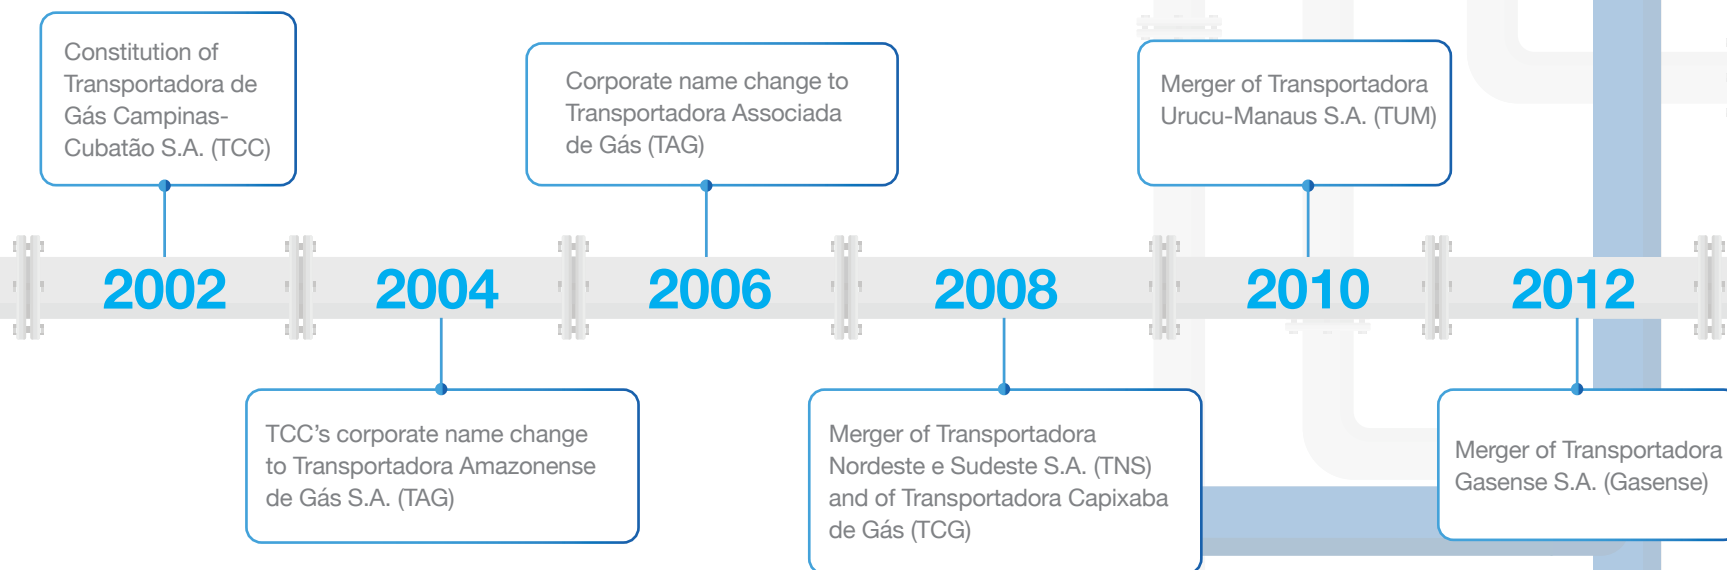 Constitution of
Transportadora de
Gás Campinas-
Cubatão S.A. (TCC)
Corporate name change to
Transportadora Associada
de Gás (TAG)
Merger of Transportadora
Urucu-Manaus S.A. (TUM)
2002
2004
2006
2008
2010
2012
TCC’s corporate name change
to Transportadora Amazonense
de Gás S.A. (TAG)
Merger of Transportadora
Nordeste e Sudeste S.A. (TNS)
and of Transportadora Capixaba
de Gás (TCG)
Merger of Transportadora
Gasense S.A. (Gasense)